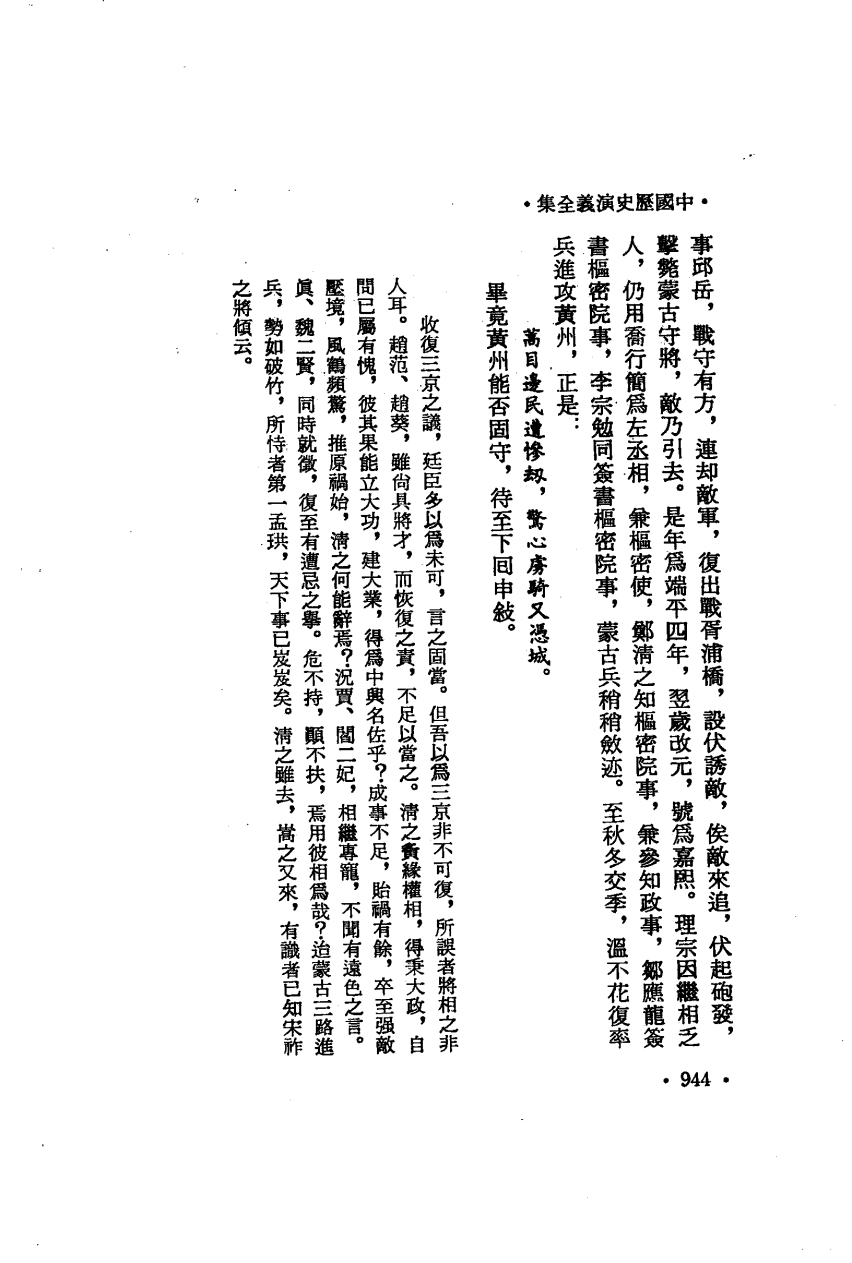 •中國歷史演義全集•
事邱岳，戰守有方，連却敵軍，復出戰胥浦橋，設伏誘敵，俟敵來追，伏起砲發，
擊斃蒙古守將，敵乃引去。是年爲端平四年，翌歲改元，號爲嘉熙。理宗因繼相乏
人，仍用喬行簡爲左丞相，兼樞密使，鄭清之知樞密院事，兼參知政事，鄒應龍簽
書樞密院事，李宗勉同簽書樞密院事，蒙古兵稍稍斂迹。至秋冬交季，溫不花復率
兵進攻黃州，正是：
蒿目邊民遭慘劫，驚心虜騎又憑城。
畢竟黃州能否固守，待至下回申敍。
收復三京之議，廷臣多以爲未可，言之固當。但吾以爲三京非不可復，所誤者將相之非
人耳。趙范、趙葵，雖尙具將才，而恢復之責，不足以當之。清之夤緣權相，得秉大政，自
問已屬有愧，彼其果能立大功，建大業，得爲中興名佐乎？成事不足，貽禍有餘，卒至强敵
壓境，風鶴頻驚，推原禍始，清之何能辭焉？況賈、閻二妃，相繼專寵，不聞有遠色之言。
眞、魏二賢，同時就徵，復至有遭忌之擧。危不持，顚不扶，焉用彼相爲哉？迨蒙古三路進
兵，勢如破竹，所恃者第一孟珙，天下事已岌岌矣。清之雖去，嵩之又來，有識者已知宋祚
之將傾云。
•944•